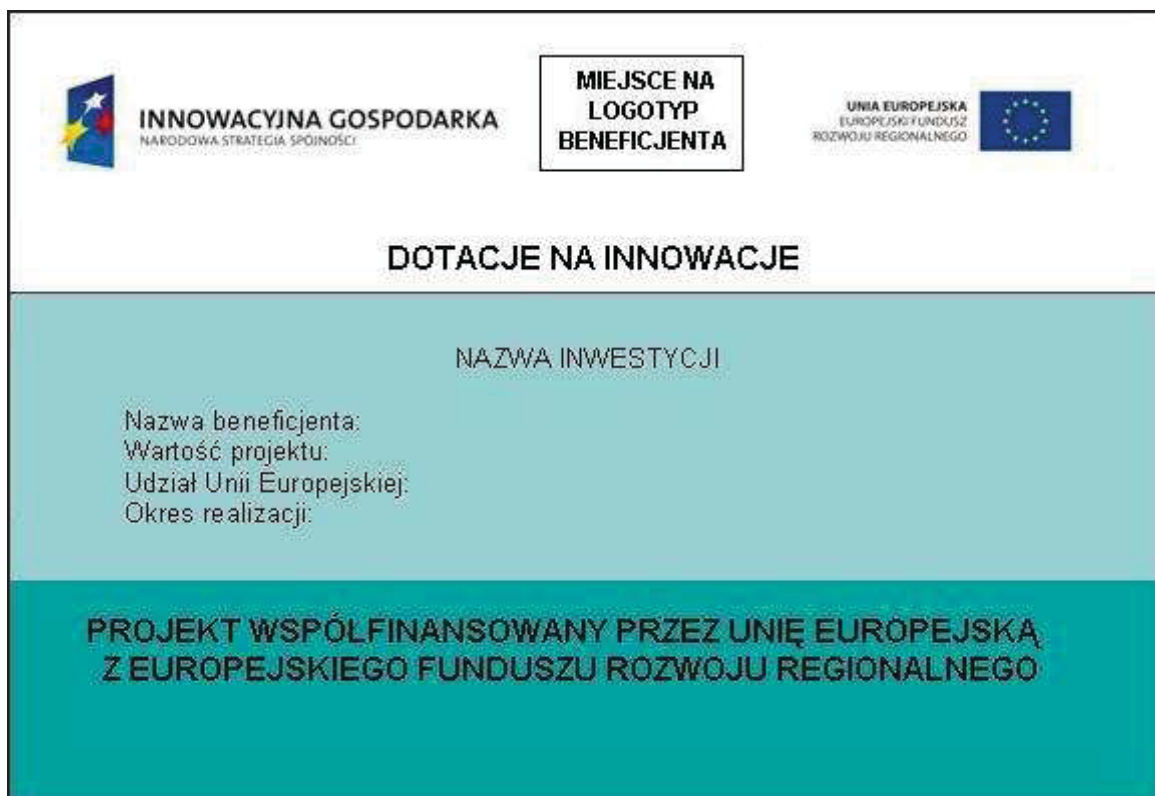 INNOWACYJNA GOSPODARKA
NARODOWA STRATEGIA SPÓJNOŚCI
MIEJSCE NA
LOGOTYP
BENEFICJENTA
UNIA EUROPEJSKA
EUROPEJSKI FUNDUSZ
ROZWOJU REGIONALNEGO
DOTACJE NA INNOWACJE
NAZWA INWESTYCJI
Nazwa beneficjenta:
Wartość projektu:
Udział Unii Europejskiej:
Okres realizacji:
PROJEKT WSPÓŁFINANSOWANY PRZEZ UNIĘ EUROPEJSKĄ
Z EUROPEJSKIEGO FUNDUSZU ROZWOJU REGIONALNEGO